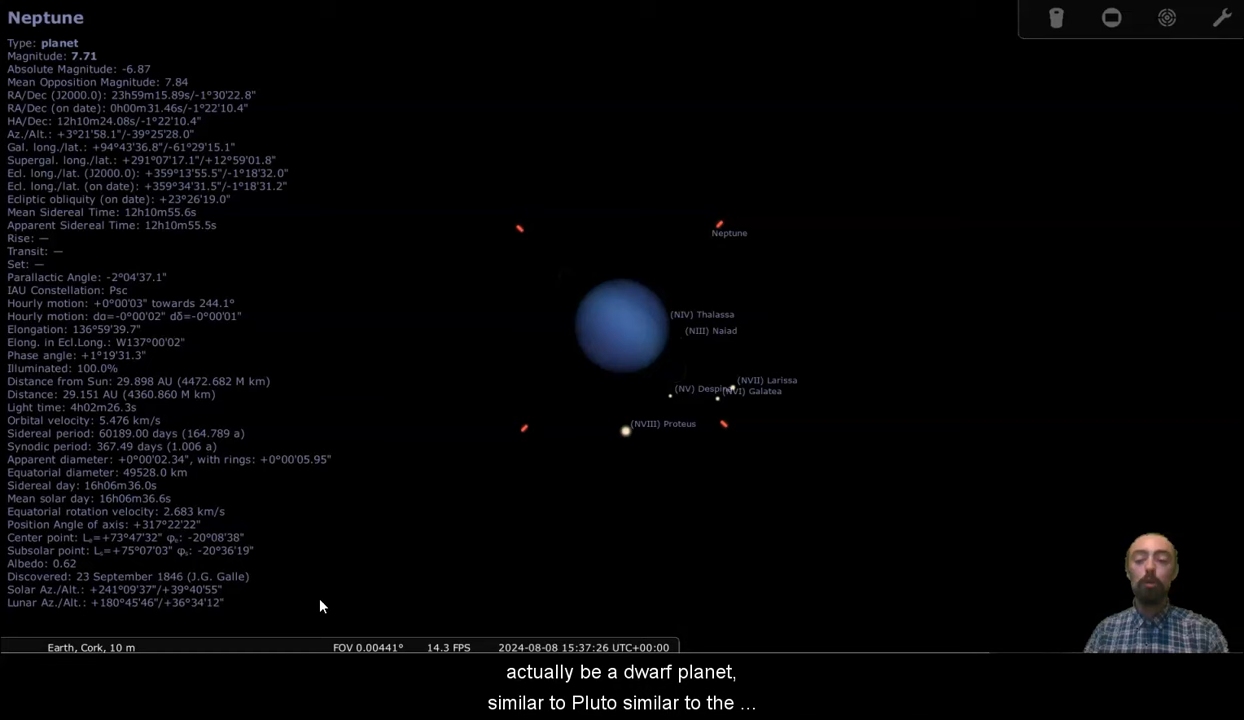 Neptune
Type: planet
Magnitude: 7.71
Absolute Magnitude: -6.87
Mean Opposition Magnitude: 7.84
RA/Dec (J2000.0): 23h59m15.89s/-1°30'22.8"
RA/Dec (on date): 0h00m31.46s/-1°22'10.4"
HA/Dec: 12h10m24.08s/-1°22'10.4"
Az./Alt.: +3°21'58.1"/-39°25'28.0"
Gal. long./lat.: +94°43'36.8"/-61°29'15.1"
Supergal. long./lat.: +291°07'17.1"/+12°59'01.8"
Ecl. long./lat. (J2000.0): +359°13'55.5"/-1°18'32.0"
Ecl. long./lat. (on date): +359°34'31.5"/-1°18'31.2"
Ecliptic obliquity (on date): +23°26'19.0"
Mean Sidereal Time: 12h10m55.6s
Apparent Sidereal Time: 12h10m55.5s
Rise: —
Transit: —
Set: —
Parallactic Angle: -2°04'37.1"
IAU Constellation: Psc
Hourly motion: +0°00'03" towards 244.1°
Hourly motion: dα=-0°00'02" dδ=-0°00'01"
Elongation: 136°59'39.7"
Elong. in Ecl.Long.: W137°00'02"
Phase angle: +1°19'31.3"
Illuminated: 100.0%
Distance from Sun: 29.898 AU (4472.682 M km)
Distance: 29.151 AU (4360.860 M km)
Light time: 4h02m26.3s
Orbital velocity: 5.476 km/s
Sidereal period: 60189.00 days (164.789 a)
Synodic period: 367.49 days (1.006 a)
Apparent diameter: +0°00'02.34", with rings: +0°00'05.95"
Equatorial diameter: 49528.0 km
Sidereal day: 16h06m36.0s
Mean solar day: 16h06m36.6s
Equatorial rotation velocity: 2.683 km/s
Position Angle of axis: +317°22'22"
Center point: Lₑ=+73°47'32" φₑ: -20°08'38"
Subsolar point: Lₛ=+75°07'03" φₛ: -20°36'19"
Albedo: 0.62
Discovered: 23 September 1846 (J.G. Galle)
Solar Az./Alt.: +241°09'37"/+39°40'55"
Lunar Az./Alt.: +180°45'46"/+36°34'12"
Neptune
(NIV) Thalassa
(NIII) Naiad
(NVII) Larissa
(NV) Despin
(NVI) Galatea
(NVIII) Proteus
Earth, Cork, 10 m FOV 0.00441° 14.3 FPS 2024-08-08 15:37:26 UTC+00:00
actually be a dwarf planet,
similar to Pluto similar to the ...